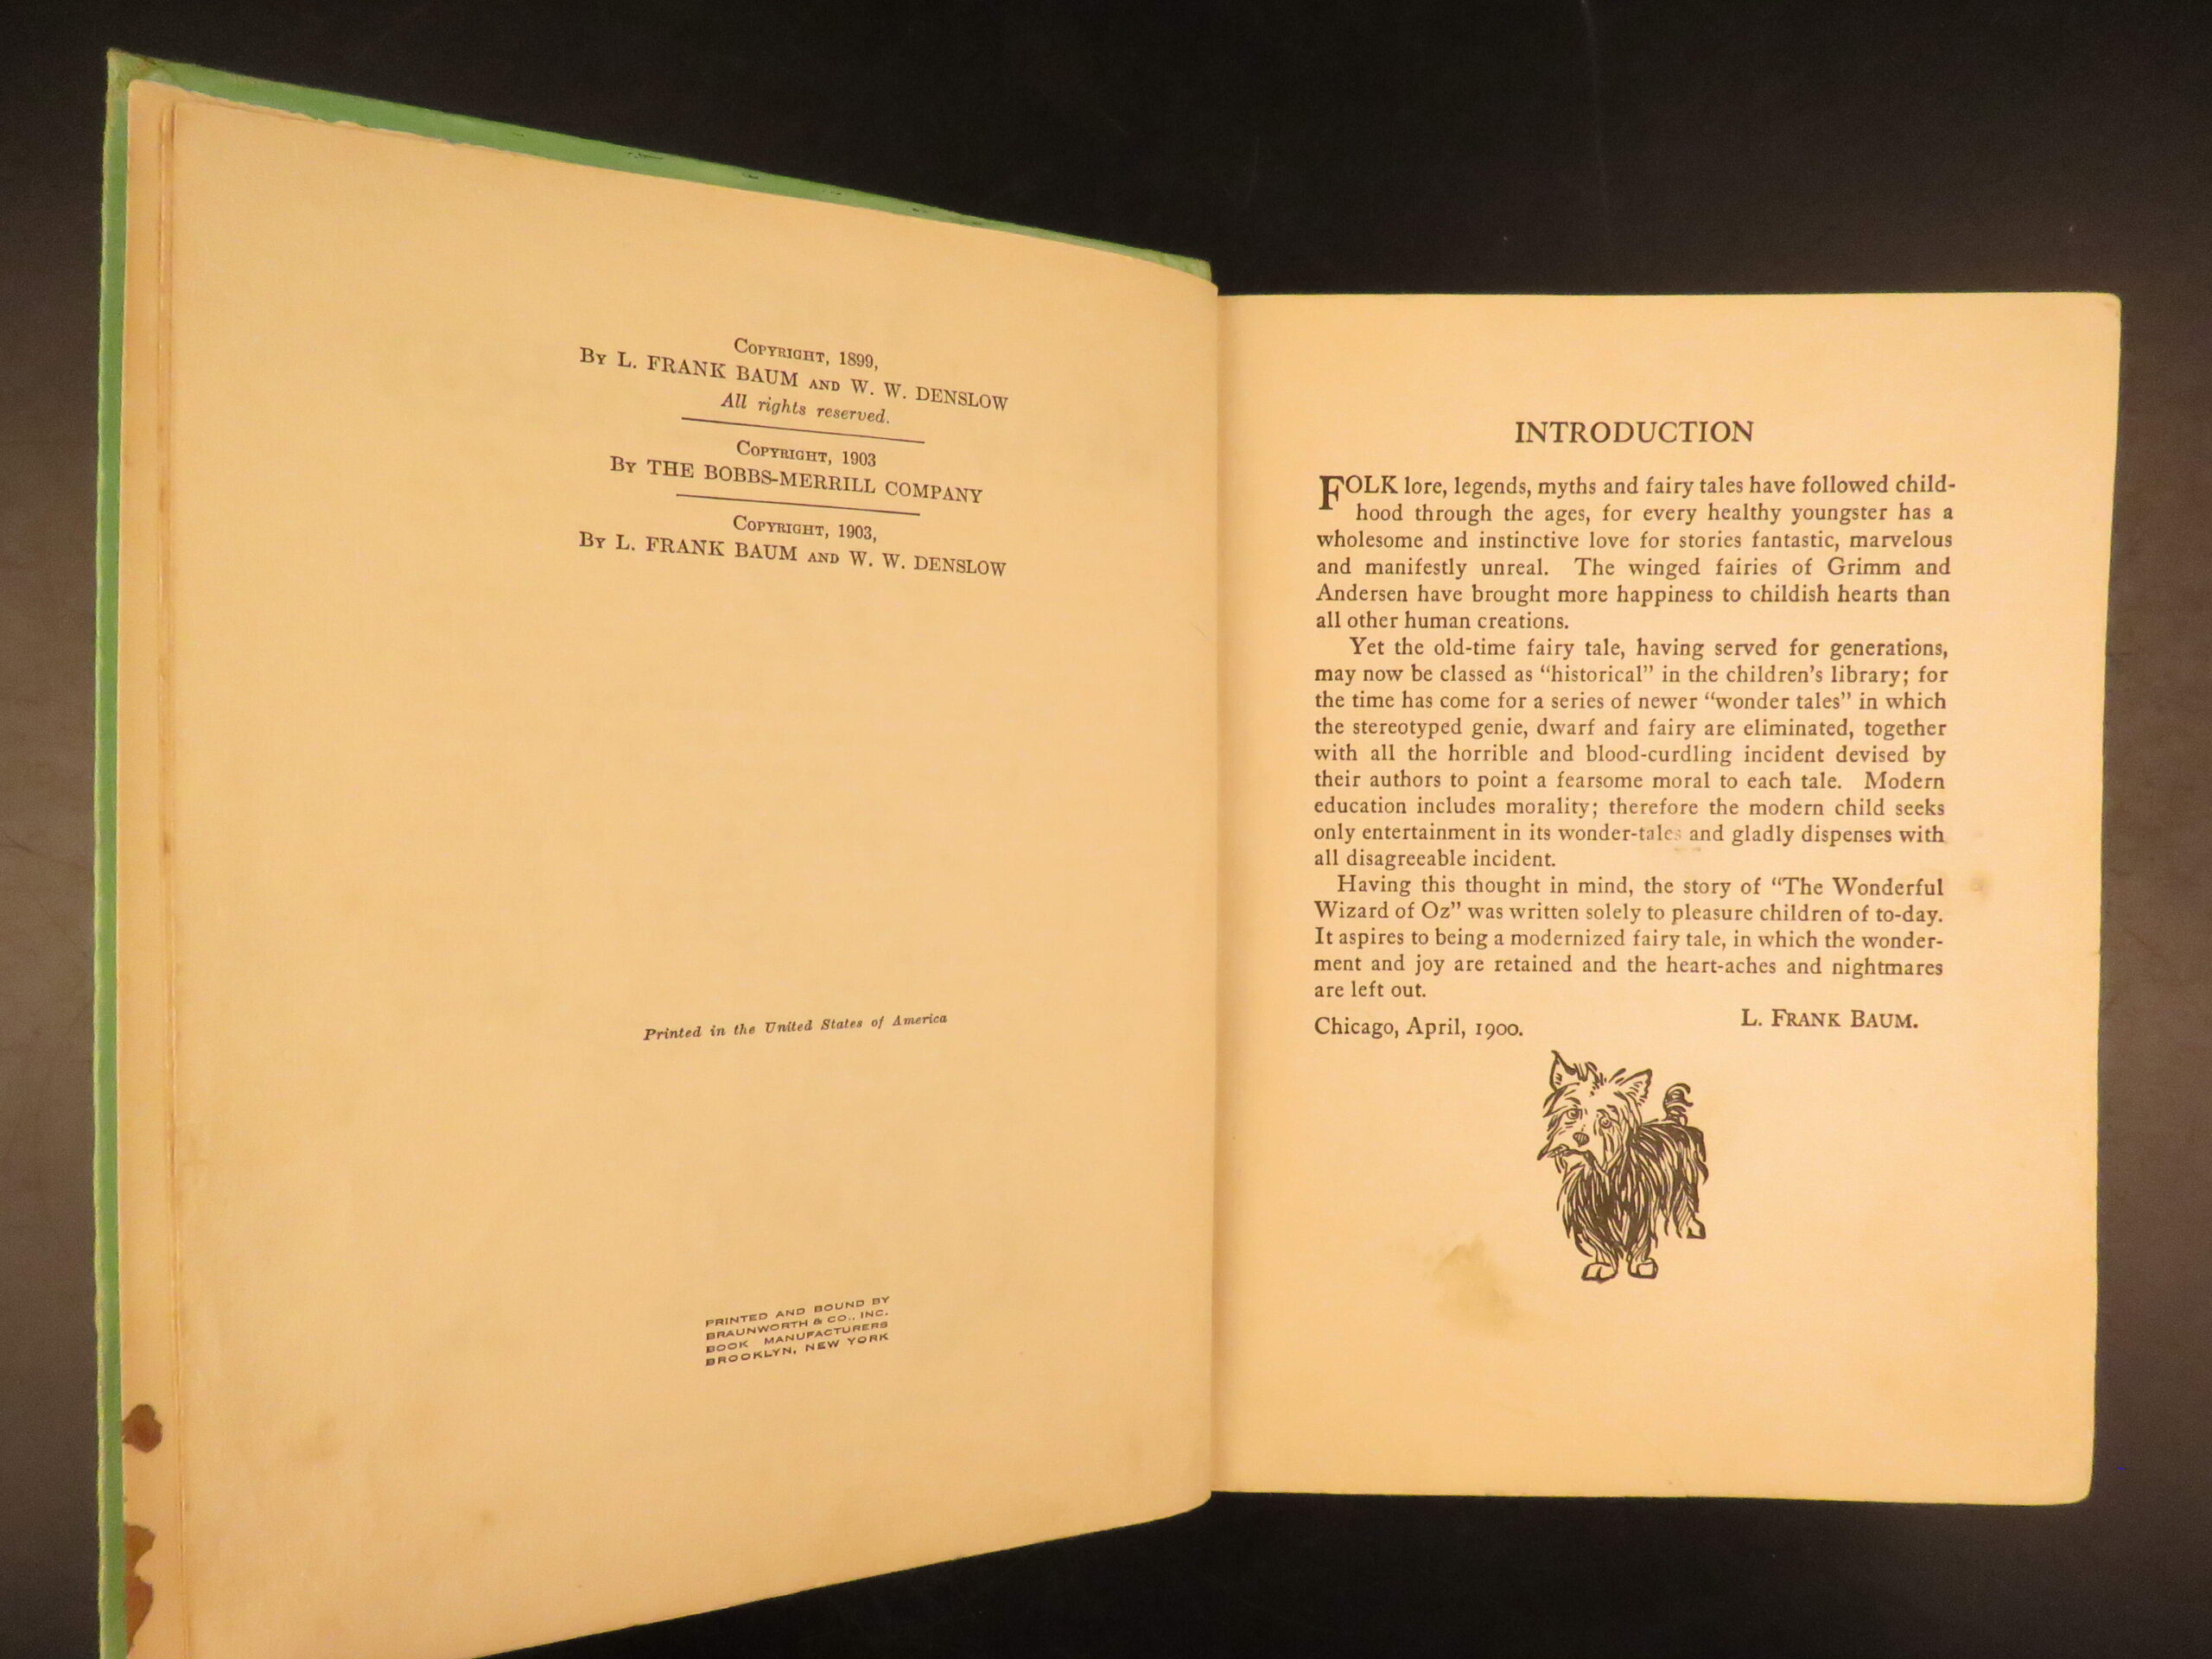 Copyright, 1899,
By L. FRANK BAUM and W. W. DENSLOW
All rights reserved.
Copyright, 1903
By THE BOBBS-MERRILL COMPANY
Copyright, 1903,
By L. FRANK BAUM and W. W. DENSLOW
Printed in the United States of America
PRINTED AND BOUND BY
BRAUNWORTH & CO., INC.
BOOK MANUFACTURERS
BROOKLYN, NEW YORK
INTRODUCTION
FOLK lore, legends, myths and fairy tales have followed child-
hood through the ages, for every healthy youngster has a
wholesome and instinctive love for stories fantastic, marvelous
and manifestly unreal. The winged fairies of Grimm and
Andersen have brought more happiness to childish hearts than
all other human creations.
Yet the old-time fairy tale, having served for generations,
may now be classed as “historical” in the children’s library; for
the time has come for a series of newer “wonder tales” in which
the stereotyped genie, dwarf and fairy are eliminated, together
with all the horrible and blood-curdling incident devised by
their authors to point a fearsome moral to each tale. Modern
education includes morality; therefore the modern child seeks
only entertainment in its wonder-tales and gladly dispenses with
all disagreeable incident.
Having this thought in mind, the story of “The Wonderful
Wizard of Oz” was written solely to pleasure children of to-day.
It aspires to being a modernized fairy tale, in which the wonder-
ment and joy are retained and the heart-aches and nightmares
are left out.
L. FRANK BAUM.
Chicago, April, 1900.